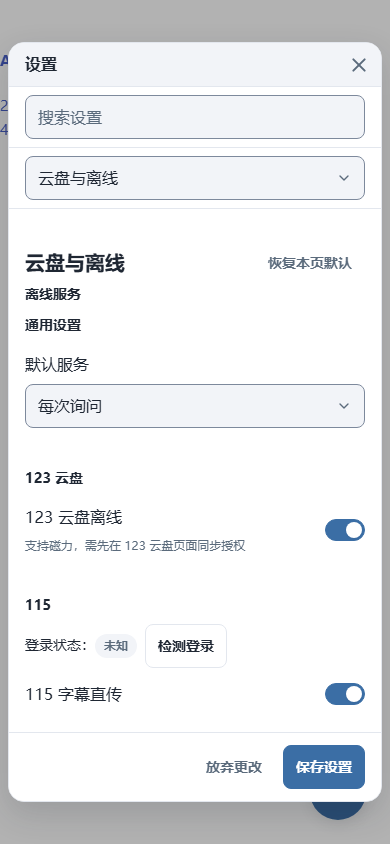 设置
搜索设置
云盘与离线
云盘与离线
恢复本页默认
离线服务
通用设置
默认服务
每次询问
123 云盘
123 云盘离线
支持磁力，需先在 123 云盘页面同步授权
115
登录状态： 未知 检测登录
115 字幕直传
放弃更改 保存设置